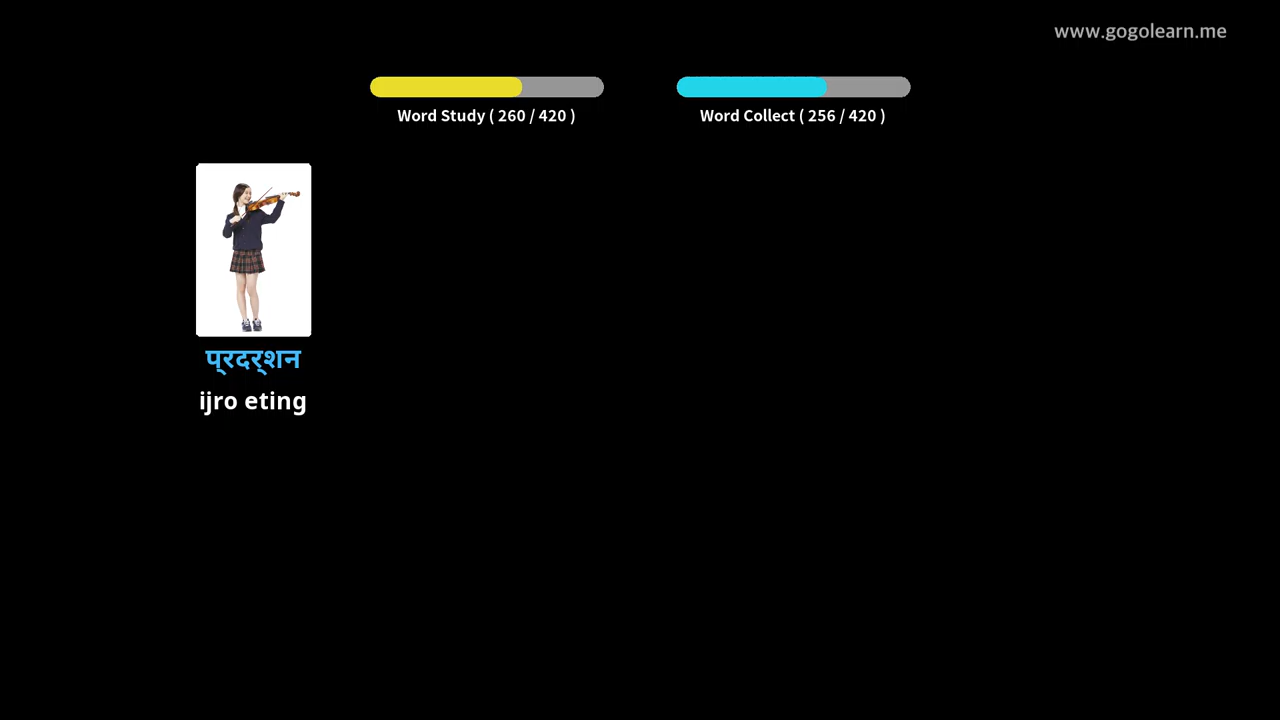 www.gogolearn.me
Word Study ( 260 / 420 )
Word Collect ( 256 / 420 )
प्रदर्शन
ijro eting